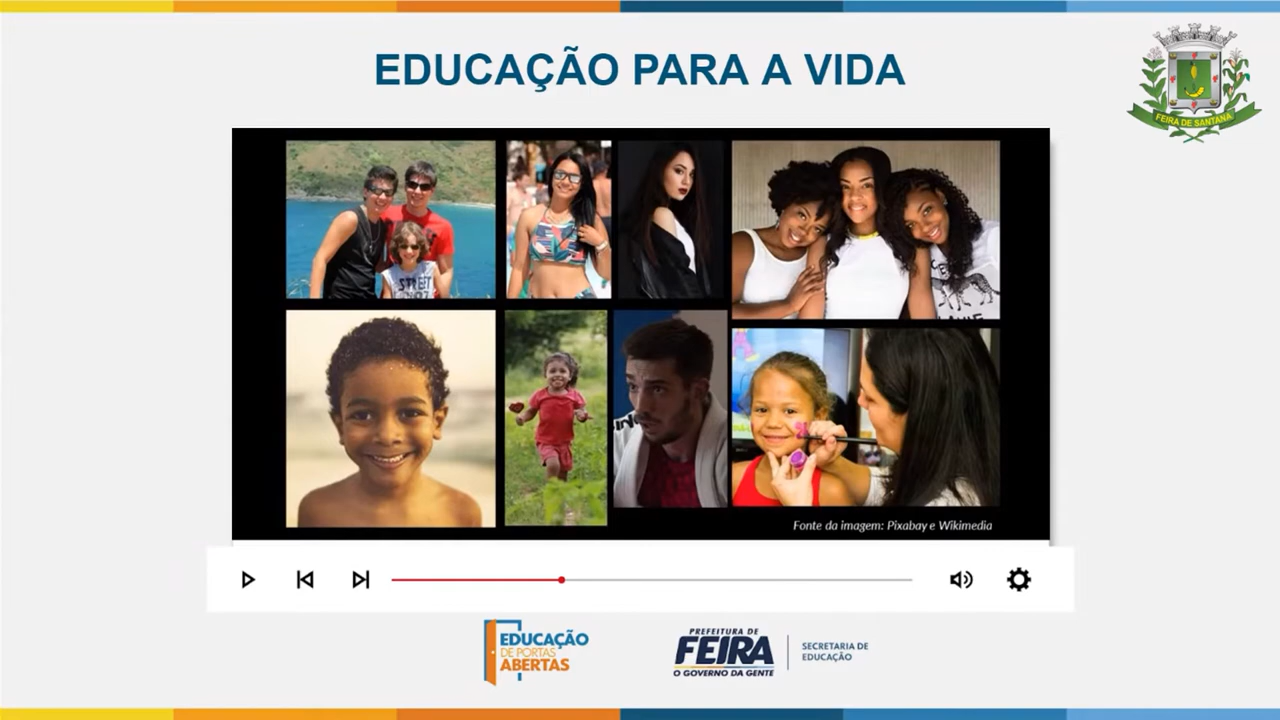 EDUCAÇÃO PARA A VIDA
FEIRA DE SANTANA
STREET
Fonte da imagem: Pixabay e Wikimedia
EDUCAÇÃO
DE PORTAS
ABERTAS
PREFEITURA DE
FEIRA
O GOVERNO DA GENTE
SECRETARIA DE
EDUCAÇÃO